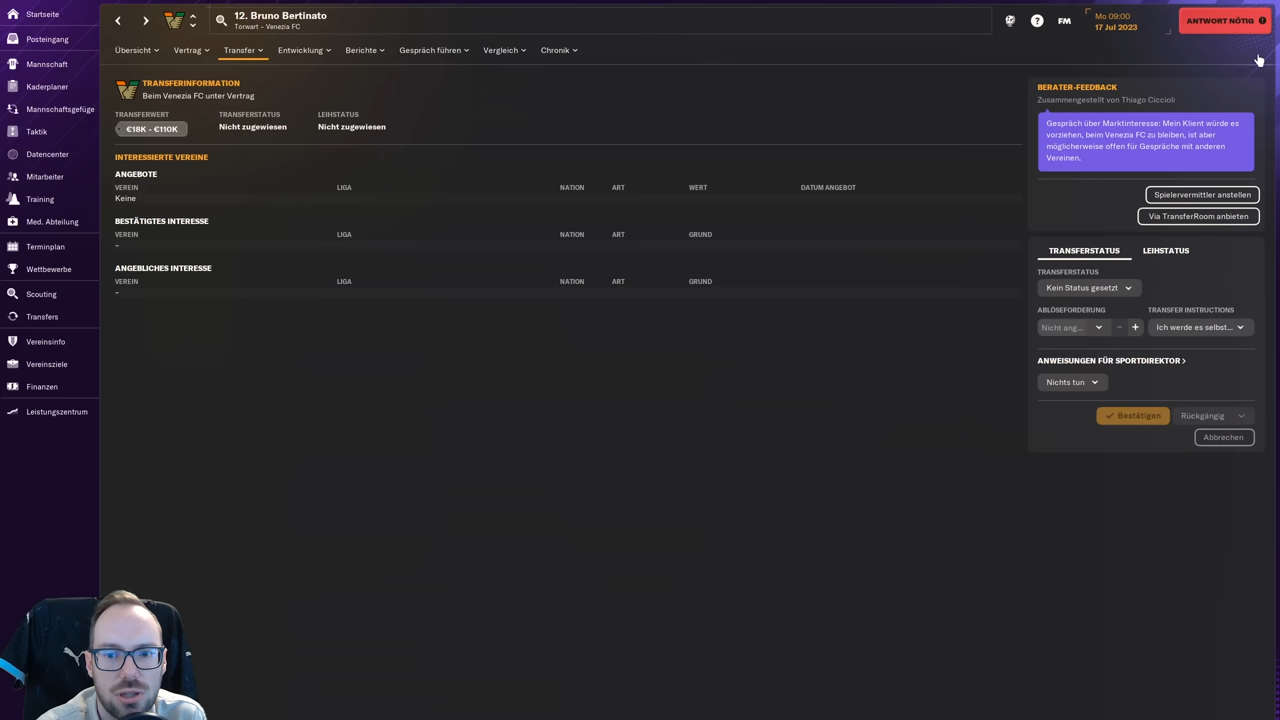 Startseite
Posteingang
Mannschaft
Kaderplaner
Mannschaftsgefüge
Taktik
Datencenter
Mitarbeiter
Training
Med. Abteilung
Terminplan
Wettbewerbe
Scouting
Transfers
Vereinsinfo
Vereinsziele
Finanzen
Leistungszentrum
12. Bruno Bertinato
Torwart – Venezia FC
FM
Mo 09:00
17 Jul 2023
ANTWORT NÖTIG
Übersicht Vertrag Transfer Entwicklung Berichte Gespräch führen Vergleich Chronik
TRANSFERINFORMATION
Beim Venezia FC unter Vertrag
TRANSFERWERT TRANSFERSTATUS LEIHSTATUS
€18K - €110K Nicht zugewiesen Nicht zugewiesen
INTERESSIERTE VEREINE
ANGEBOTE
VEREIN LIGA NATION ART WERT DATUM ANGEBOT
Keine
BESTÄTIGTES INTERESSE
VEREIN LIGA NATION ART GRUND
–
ANGEBLICHES INTERESSE
VEREIN LIGA NATION ART GRUND
–
BERATER-FEEDBACK
Zusammengestellt von Thiago Ciccioli
Gespräch über Marktinteresse: Mein Klient würde es
vorziehen, beim Venezia FC zu bleiben, ist aber
möglicherweise offen für Gespräche mit anderen
Vereinen.
Spielervermittler anstellen
Via TransferRoom anbieten
TRANSFERSTATUS LEIHSTATUS
TRANSFERSTATUS
Kein Status gesetzt
ABLÖSEFORDERUNG TRANSFER INSTRUCTIONS
Nicht ang... − + Ich werde es selbst...
ANWEISUNGEN FÜR SPORTDIREKTOR >
Nichts tun
Bestätigen Rückgängig
Abbrechen